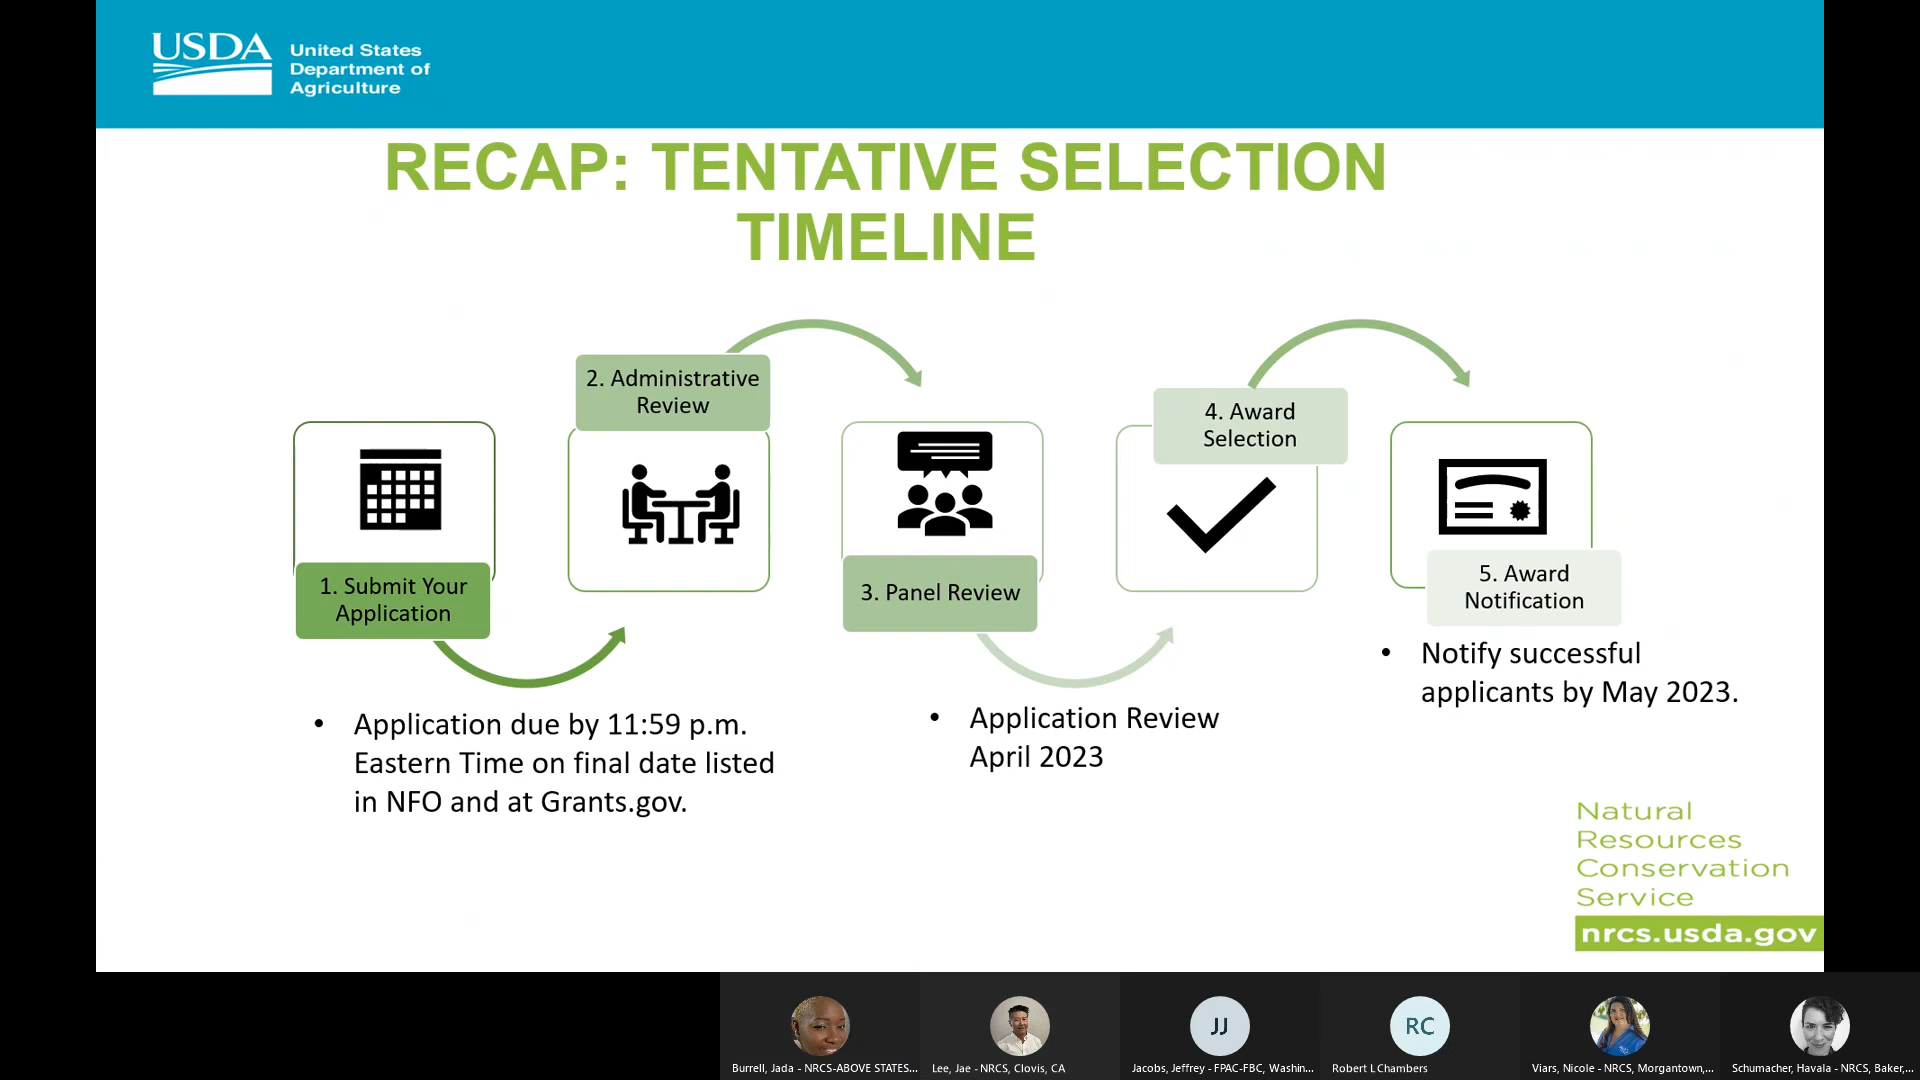 USDA
United States
Department of
Agriculture
RECAP: TENTATIVE SELECTION
TIMELINE
1. Submit Your
Application
2. Administrative
Review
3. Panel Review
4. Award
Selection
5. Award
Notification
• Application due by 11:59 p.m.
Eastern Time on final date listed
in NFO and at Grants.gov.
• Application Review
April 2023
• Notify successful
applicants by May 2023.
Natural
Resources
Conservation
Service
nrcs.usda.gov
JJ
RC
Burrell, Jada - NRCS-ABOVE STATES...
Lee, Jae - NRCS, Clovis, CA
Jacobs, Jeffrey - FPAC-FBC, Washin...
Robert L Chambers
Viars, Nicole - NRCS, Morgantown,...
Schumacher, Havala - NRCS, Baker,...